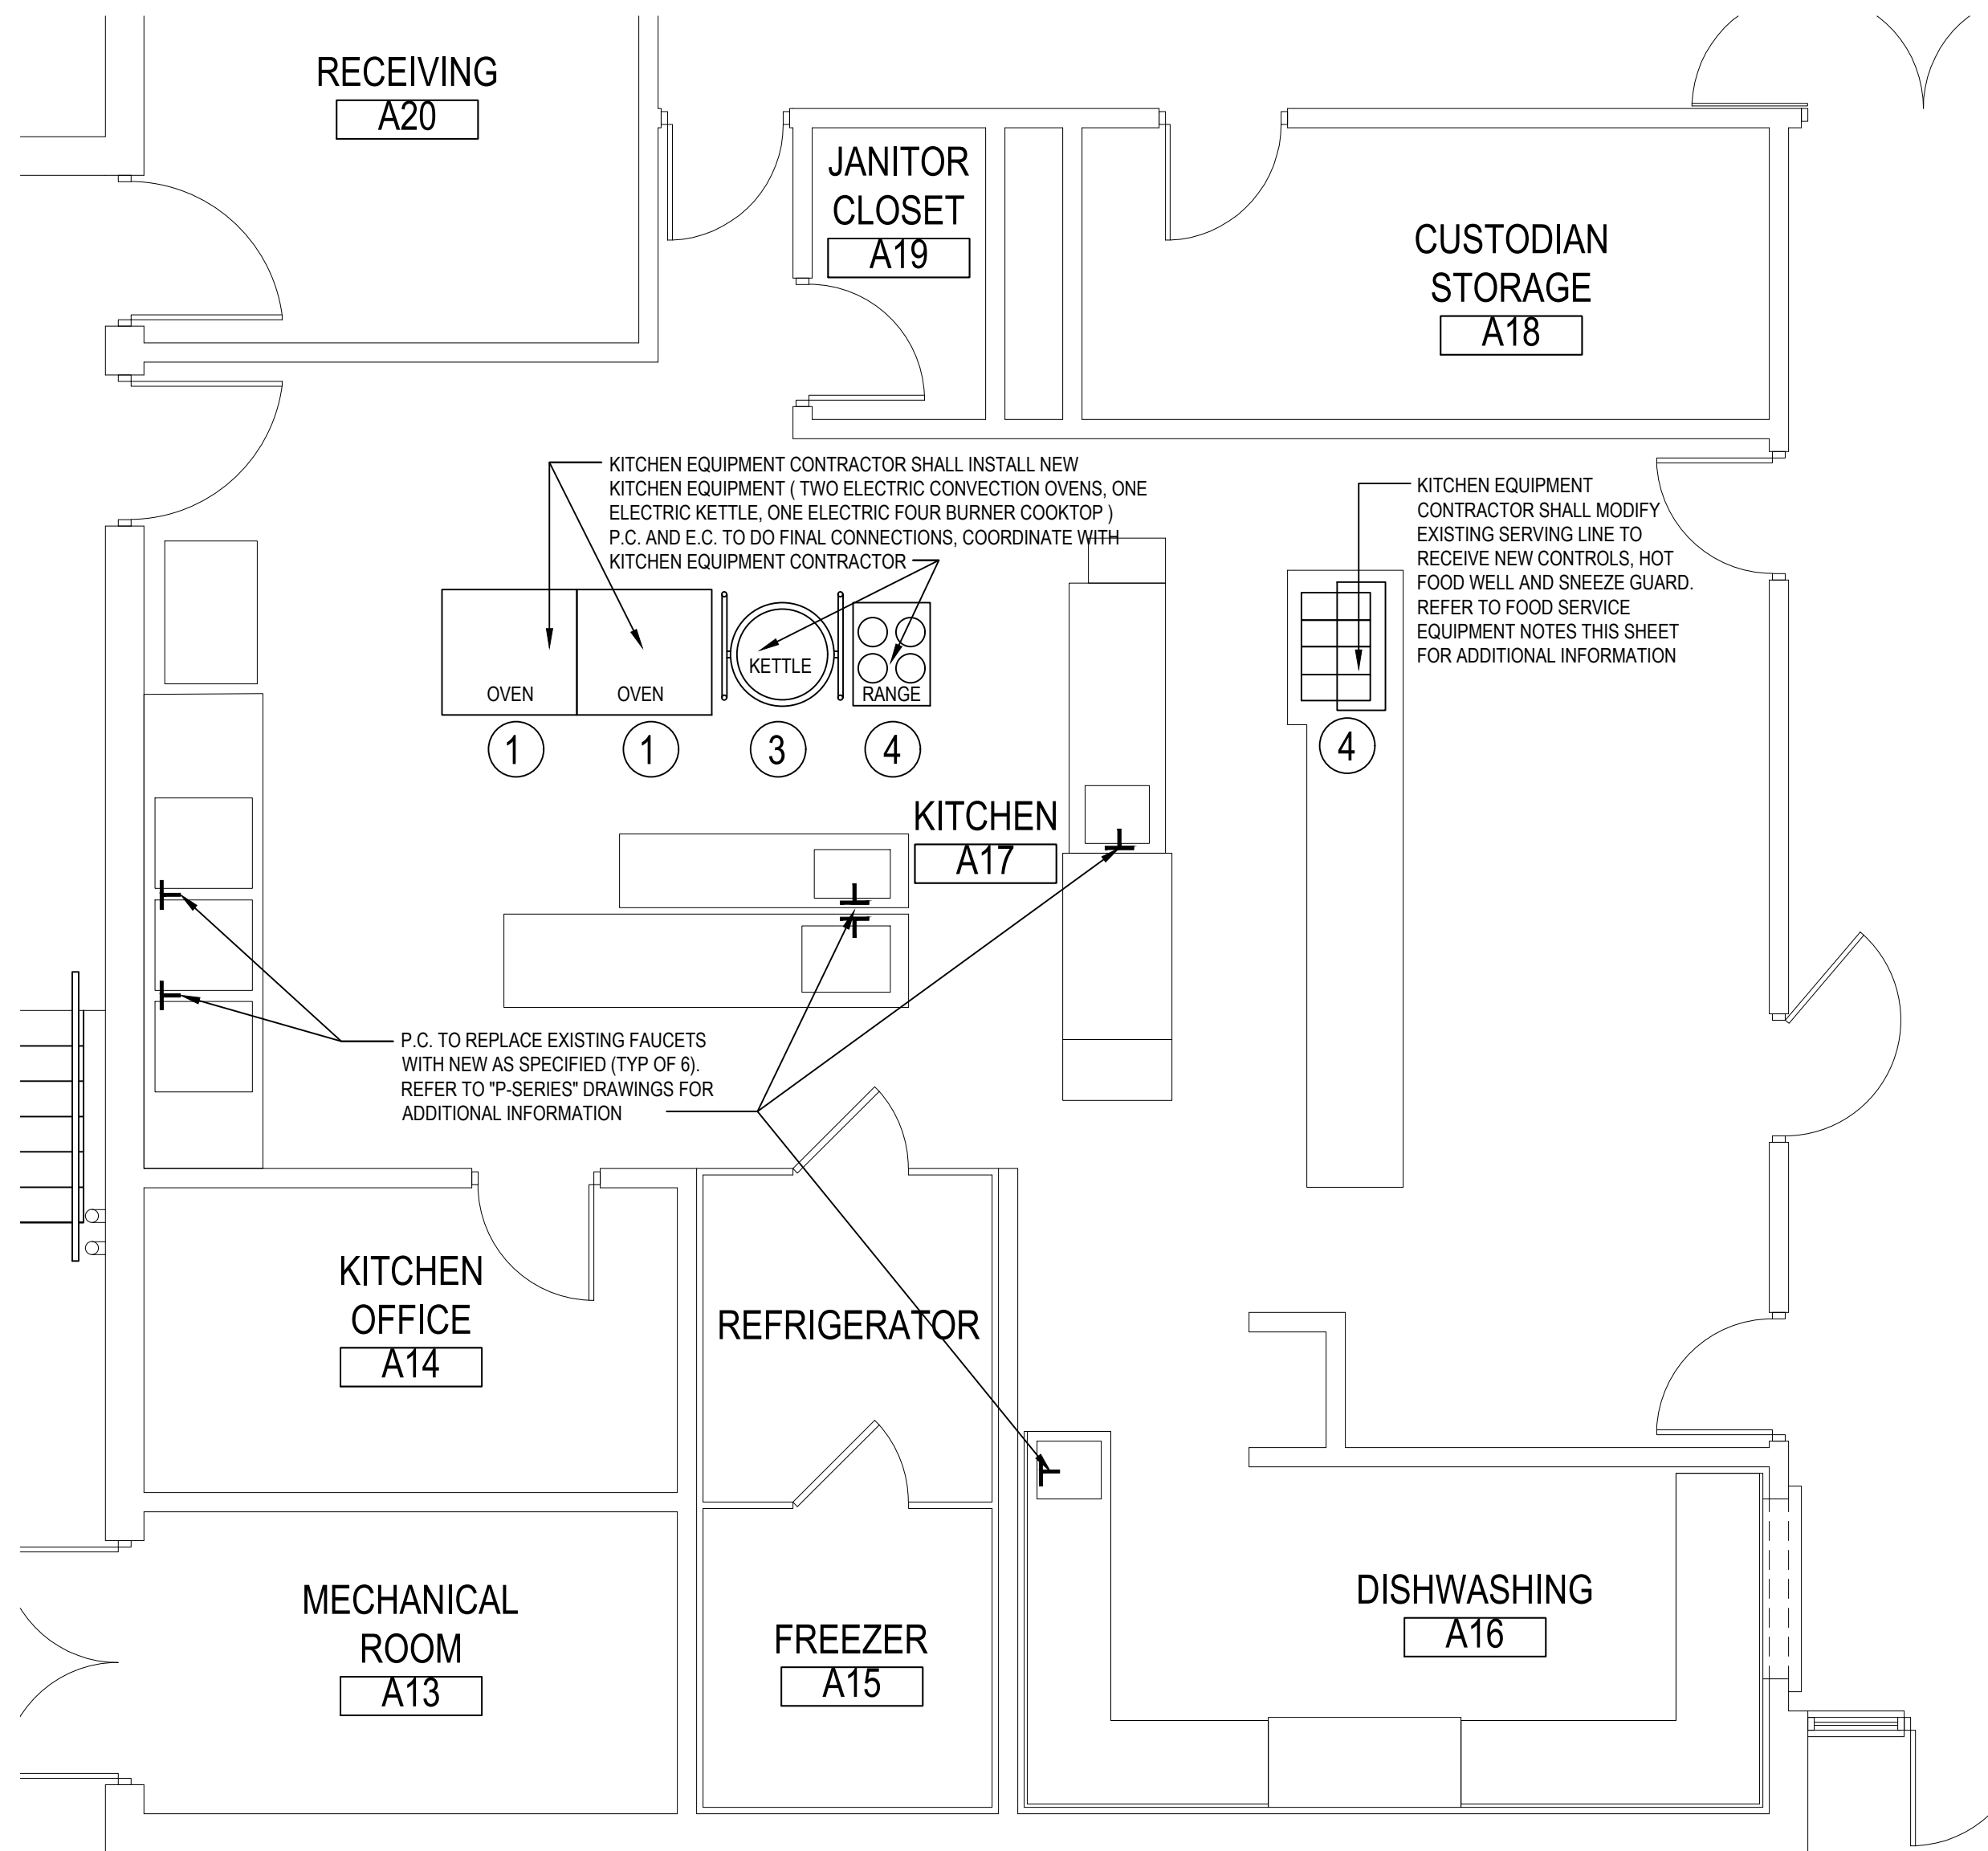 RECEIVING
A20
JANITOR
CLOSET
A19
CUSTODIAN
STORAGE
A18
KITCHEN EQUIPMENT CONTRACTOR SHALL INSTALL NEW
KITCHEN EQUIPMENT ( TWO ELECTRIC CONVECTION OVENS, ONE
ELECTRIC KETTLE, ONE ELECTRIC FOUR BURNER COOKTOP )
P.C. AND E.C. TO DO FINAL CONNECTIONS, COORDINATE WITH
KITCHEN EQUIPMENT CONTRACTOR
KITCHEN EQUIPMENT
CONTRACTOR SHALL MODIFY
EXISTING SERVING LINE TO
RECEIVE NEW CONTROLS, HOT
FOOD WELL AND SNEEZE GUARD.
REFER TO FOOD SERVICE
EQUIPMENT NOTES THIS SHEET
FOR ADDITIONAL INFORMATION
OVEN
OVEN
KETTLE
RANGE
1
1
3
4
4
KITCHEN
A17
P.C. TO REPLACE EXISTING FAUCETS
WITH NEW AS SPECIFIED (TYP OF 6).
REFER TO "P-SERIES" DRAWINGS FOR
ADDITIONAL INFORMATION
KITCHEN
OFFICE
A14
REFRIGERATOR
MECHANICAL
ROOM
A13
FREEZER
A15
DISHWASHING
A16